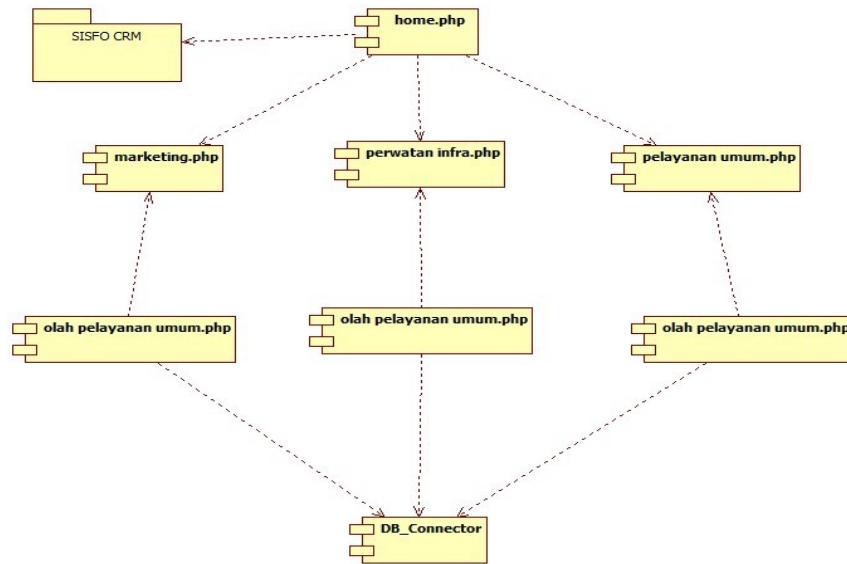 home.php
SISFO CRM
marketing.php
perwatan infra.php
pelayanan umum.php
olah pelayanan umum.php
olah pelayanan umum.php
olah pelayanan umum.php
DB_Connector